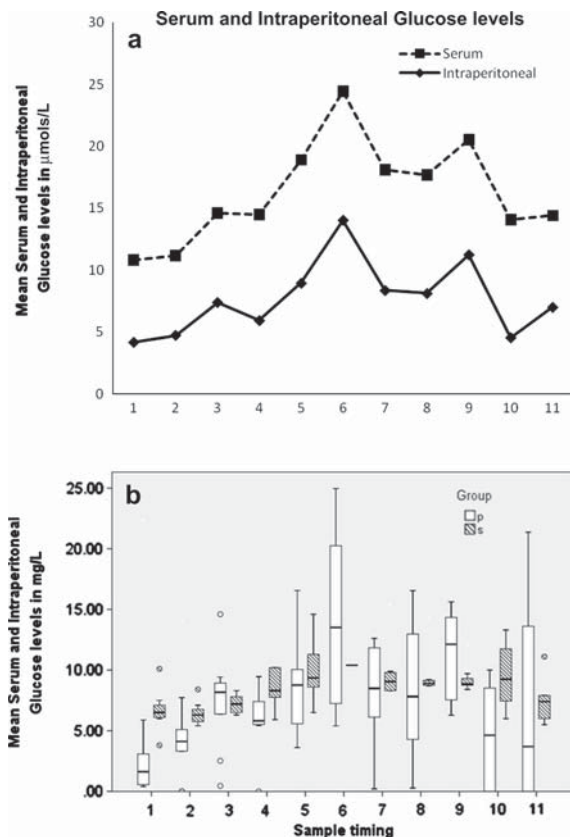 Serum and Intraperitoneal Glucose levels
a
Mean Serum and Intraperitoneal
Glucose levels in μmols/L
30
25
20
15
10
5
0
Serum
Intraperitoneal
1 2 3 4 5 6 7 8 9 10 11
b
Mean Serum and Intraperitoneal
Glucose levels in mg/L
25.00
20.00
15.00
10.00
5.00
.00
Group
p
s
1 2 3 4 5 6 7 8 9 10 11
Sample timing